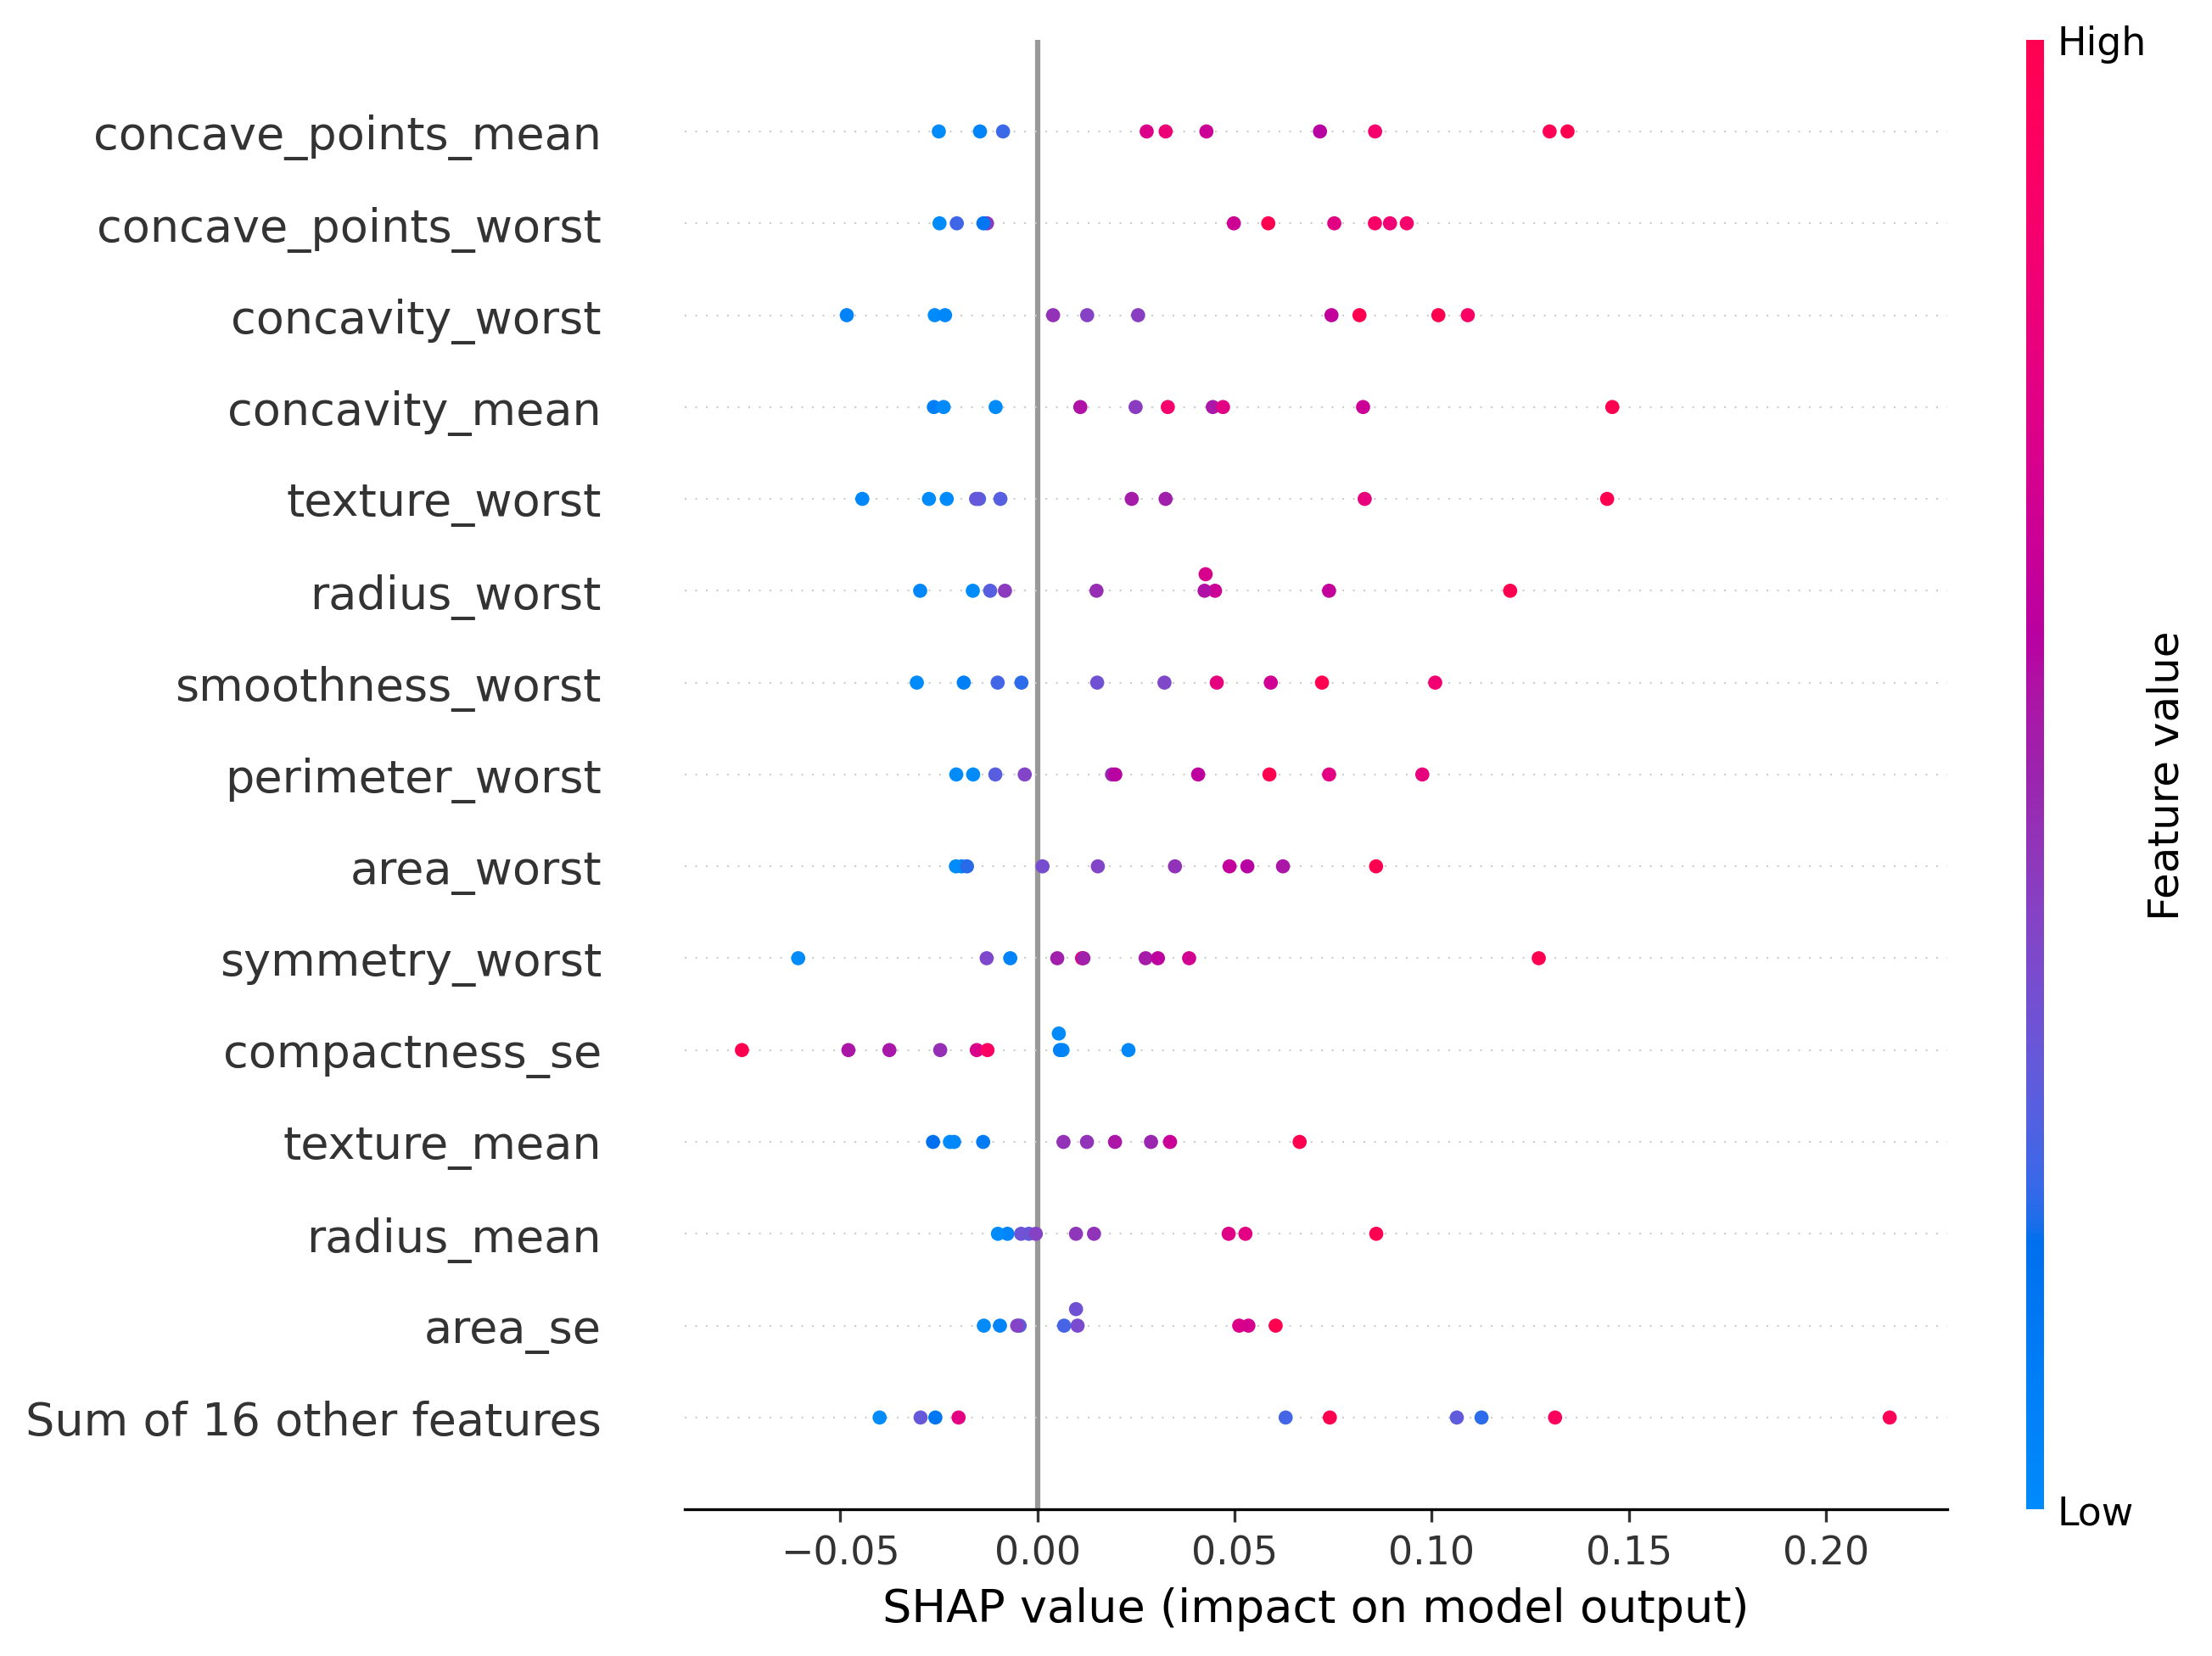 High
concave_points_mean
concave_points_worst
concavity_worst
concavity_mean
texture_worst
radius_worst
smoothness_worst
perimeter_worst
area_worst
symmetry_worst
compactness_se
texture_mean
radius_mean
area_se
Sum of 16 other features
Feature value
Low
−0.05 0.00 0.05 0.10 0.15 0.20
SHAP value (impact on model output)